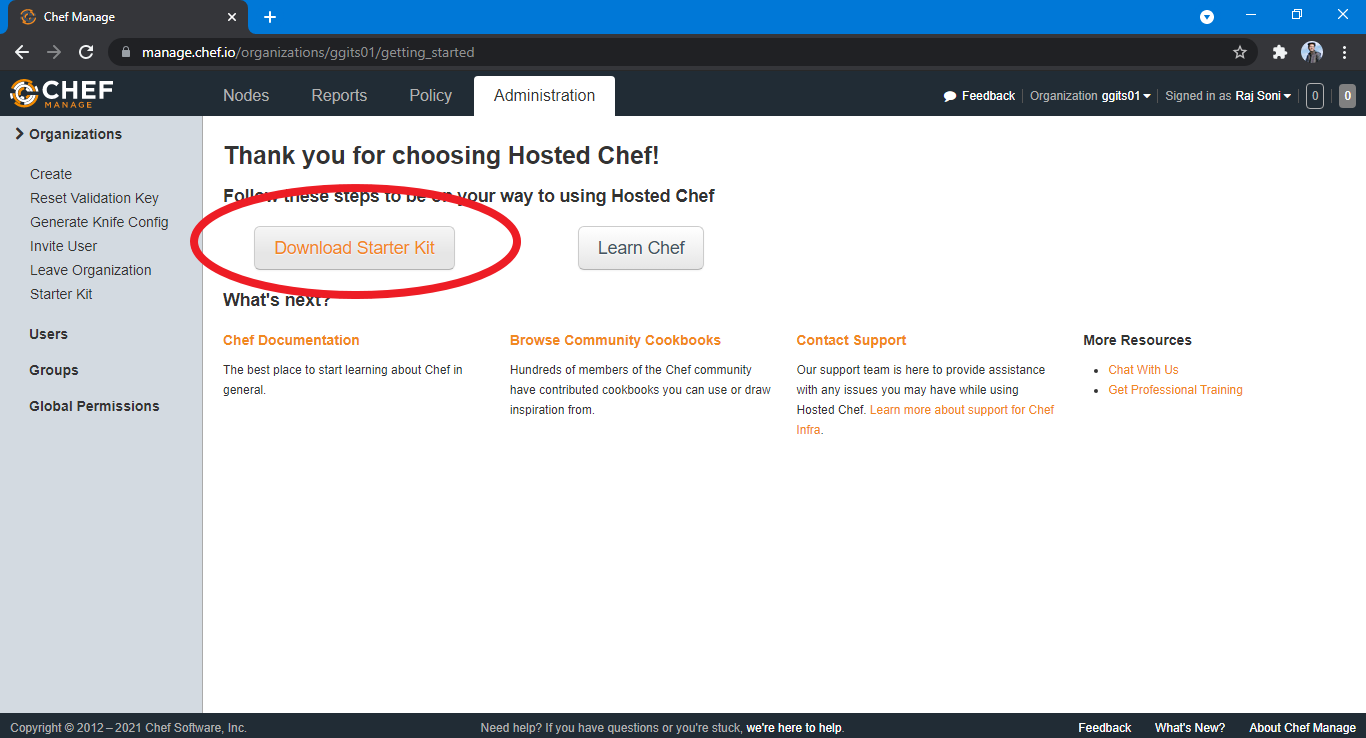 Chef Manage
manage.chef.io/organizations/ggits01/getting_started
CHEF
MANAGE
Nodes
Reports
Policy
Administration
Feedback
Organization ggits01
Signed in as Raj Soni
0
0
Organizations
Create
Reset Validation Key
Generate Knife Config
Invite User
Leave Organization
Starter Kit
Users
Groups
Global Permissions
Thank you for choosing Hosted Chef!
Follow these steps to be on your way to using Hosted Chef
Download Starter Kit
Learn Chef
What's next?
Chef Documentation
The best place to start learning about Chef in
general.
Browse Community Cookbooks
Hundreds of members of the Chef community
have contributed cookbooks you can use or draw
inspiration from.
Contact Support
Our support team is here to provide assistance
with any issues you may have while using
Hosted Chef. Learn more about support for Chef
Infra.
More Resources
Chat With Us
Get Professional Training
Copyright © 2012 – 2021 Chef Software, Inc.
Need help? If you have questions or you're stuck, we're here to help.
Feedback
What's New?
About Chef Manage